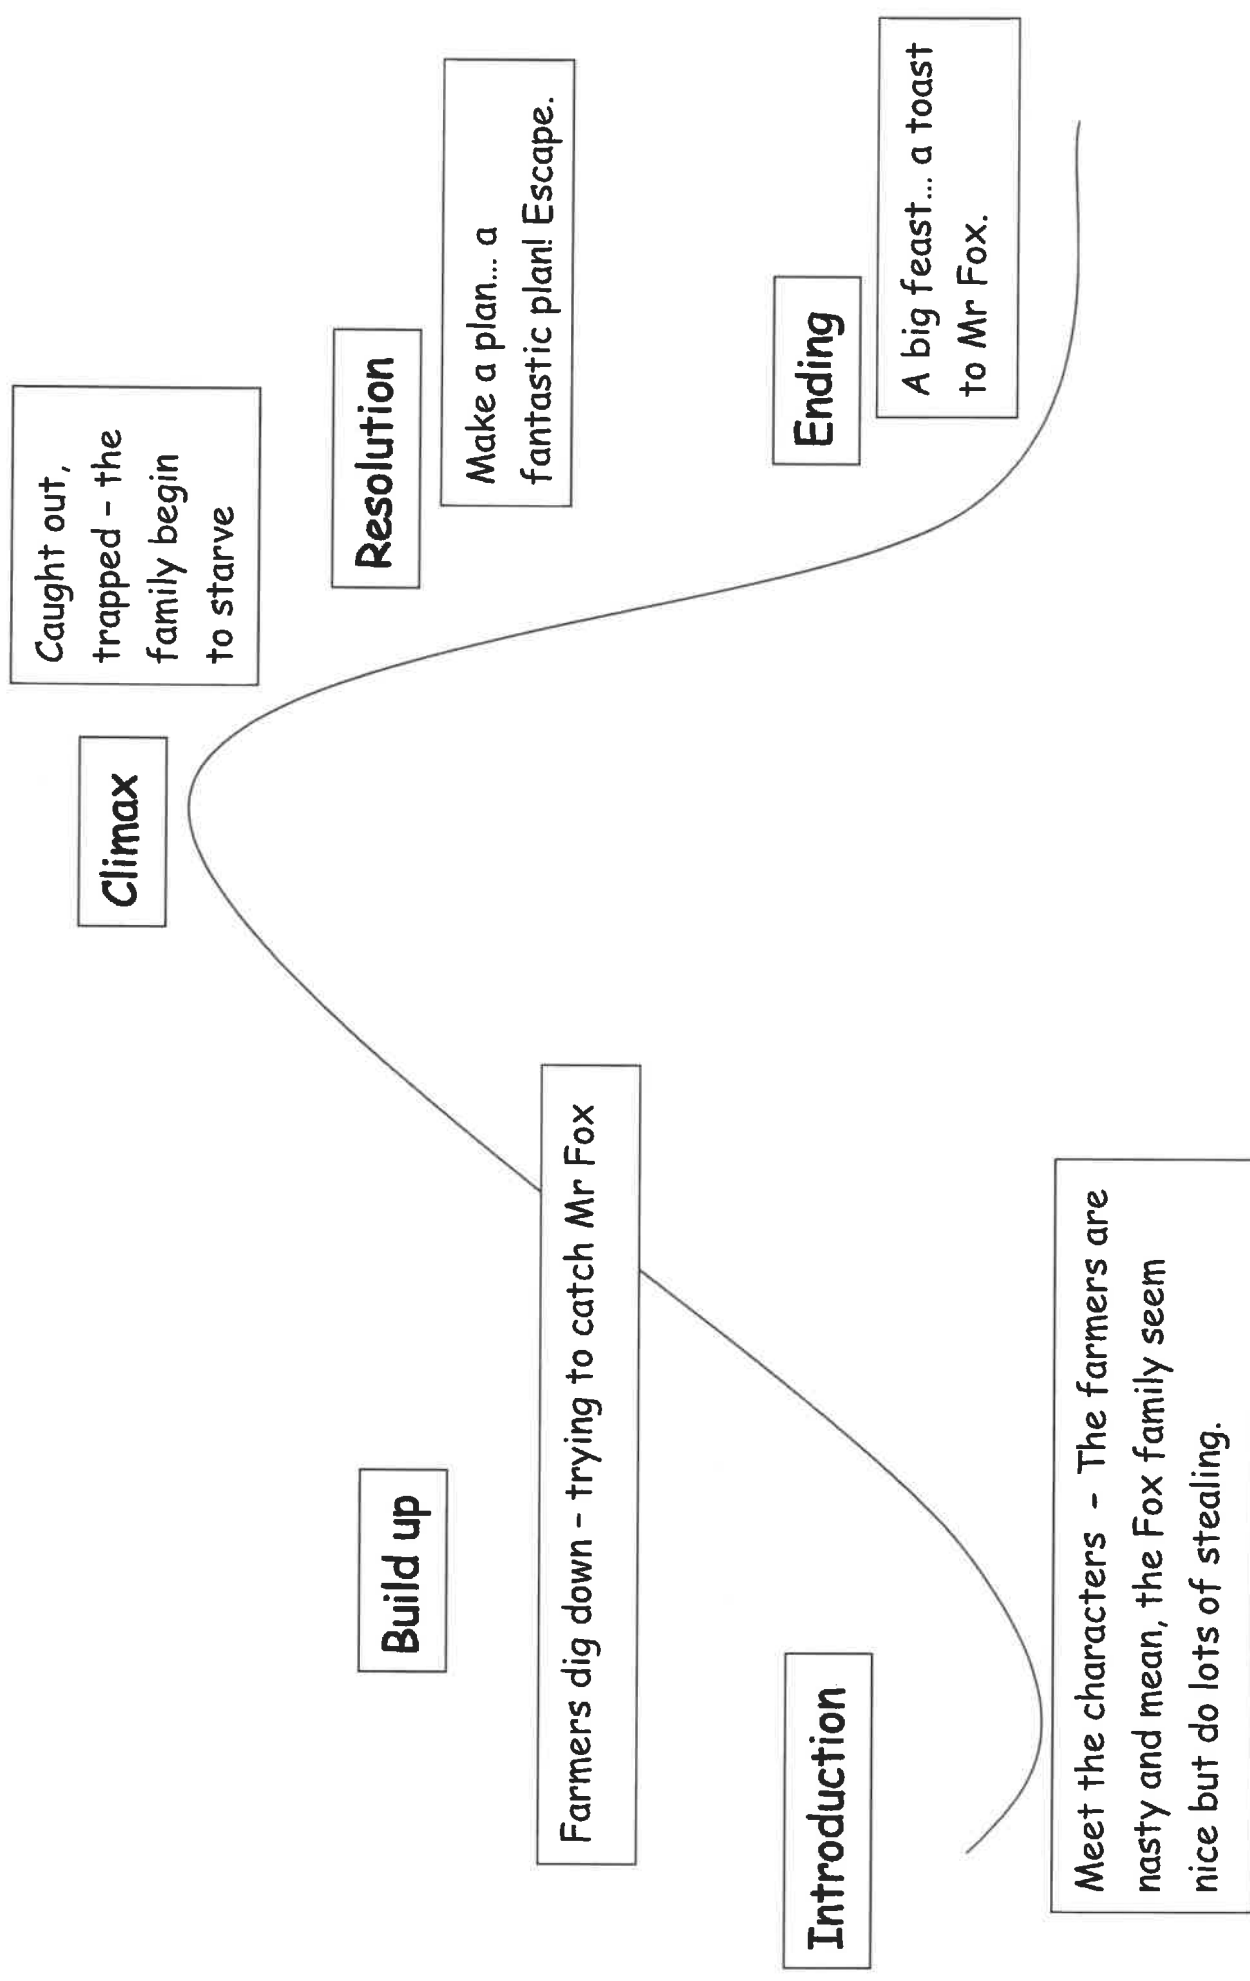 Introduction
Meet the characters - The farmers are
nasty and mean, the Fox family seem
nice but do lots of stealing.
Build up
Farmers dig down - trying to catch Mr Fox
Climax
Caught out,
trapped - the
family begin
to starve
Resolution
Make a plan... a
fantastic plan! Escape.
Ending
A big feast... a toast
to Mr Fox.